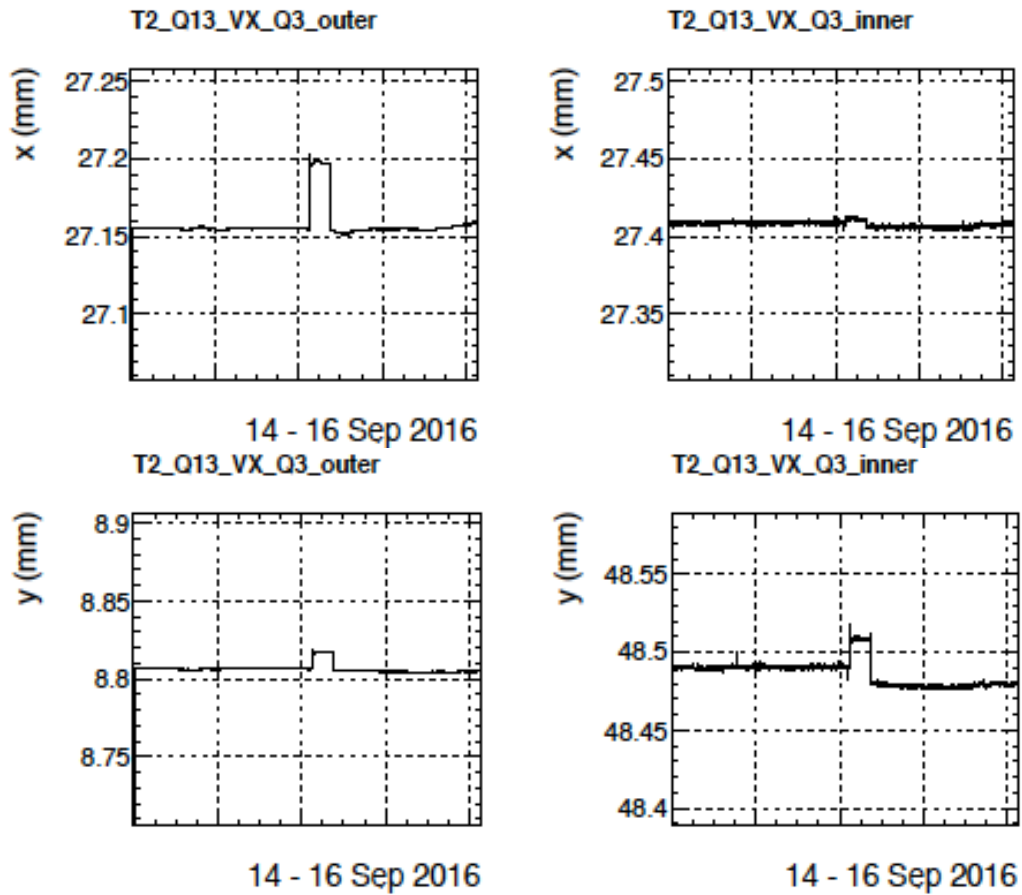 T2_Q13_VX_Q3_outer
x (mm)
27.25
27.2
27.15
27.1
14 - 16 Sep 2016
T2_Q13_VX_Q3_inner
x (mm)
27.5
27.45
27.4
27.35
14 - 16 Sep 2016
T2_Q13_VX_Q3_outer
y (mm)
8.9
8.85
8.8
8.75
14 - 16 Sep 2016
T2_Q13_VX_Q3_inner
y (mm)
48.55
48.5
48.45
48.4
14 - 16 Sep 2016